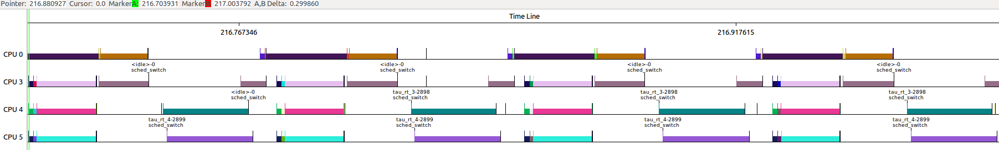 Pointer: 216.880927 Cursor: 0.0 MarkerA: 216.703931 MarkerB: 217.003792 A,B Delta: 0.299860
Time Line
216.767346 216.917615
CPU 0
<idle>-0 <idle>-0 <idle>-0 <idle>-0
sched_switch sched_switch sched_switch sched_switch
CPU 3
<idle>-0 tau_rt_3-2898 tau_rt_3-2898 tau_rt_3-2898
sched_switch sched_switch sched_switch sched_switch
CPU 4
tau_rt_4-2899 tau_rt_4-2899 tau_rt_4-2899 tau_rt_4-2899
sched_switch sched_switch sched_switch sched_switch
CPU 5